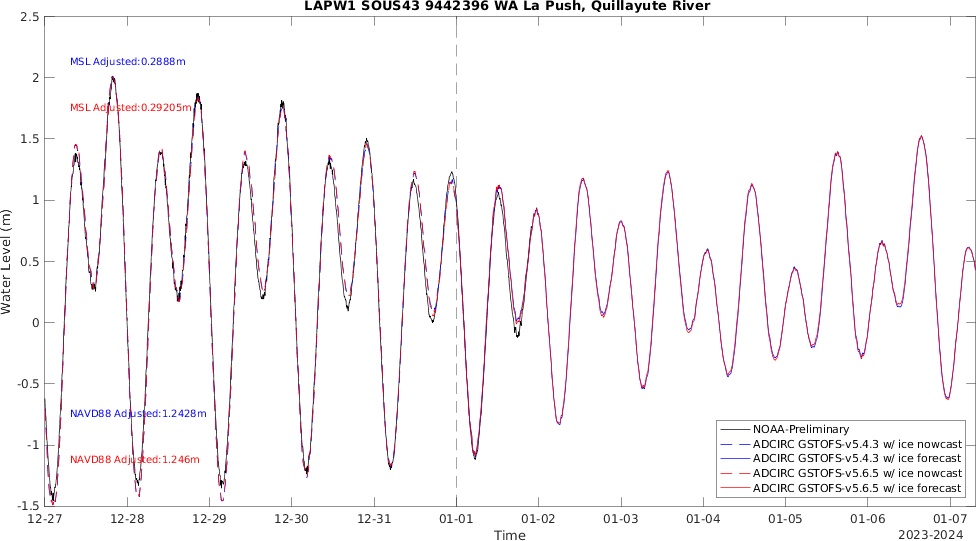 LAPW1 SOUS43 9442396 WA La Push, Quillayute River
2.5
2
1.5
1
0.5
0
-0.5
-1
-1.5
Water Level (m)
MSL Adjusted:0.2888m
MSL Adjusted:0.29205m
NAVD88 Adjusted:1.2428m
NAVD88 Adjusted:1.246m
NOAA-Preliminary
ADCIRC GSTOFS-v5.4.3 w/ ice nowcast
ADCIRC GSTOFS-v5.4.3 w/ ice forecast
ADCIRC GSTOFS-v5.6.5 w/ ice nowcast
ADCIRC GSTOFS-v5.6.5 w/ ice forecast
12-27 12-28 12-29 12-30 12-31 01-01 01-02 01-03 01-04 01-05 01-06 01-07
Time
2023-2024